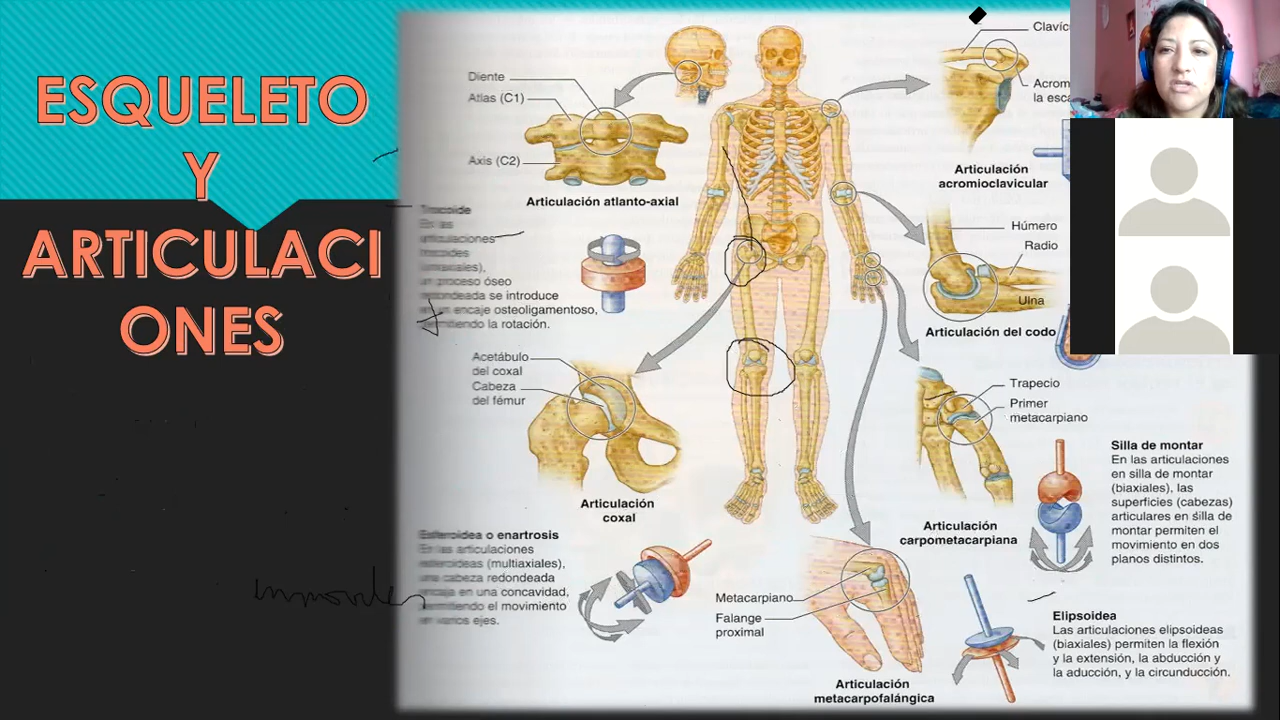 ESQUELETO
Y
ARTICULACI
ONES
Diente
Atlas (C1)
Axis (C2)
Articulación atlanto-axial
Trocoide
En las
articulaciones
trocoides
(uniaxiales),
un proceso óseo
redondeada se introduce
en un encaje osteoligamentoso,
permitiendo la rotación.
Acetábulo
del coxal
Cabeza
del fémur
Articulación
coxal
Esferoidea o enartrosis
En las articulaciones
esferoideas (multiaxiales),
una cabeza redondeada
encaja en una concavidad,
permitiendo el movimiento
en varios ejes.
inmoviles
Clavíc
Acrom
la esca
Articulación
acromioclavicular
Húmero
Radio
Ulna
Articulación del codo
Trapecio
Primer
metacarpiano
Articulación
carpometacarpiana
Silla de montar
En las articulaciones
en silla de montar
(biaxiales), las
superficies (cabezas)
articulares en silla de
montar permiten el
movimiento en dos
planos distintos.
Metacarpiano
Falange
proximal
Articulación
metacarpofalángica
Elipsoidea
Las articulaciones elipsoideas
(biaxiales) permiten la flexión
y la extensión, la abducción y
la aducción, y la circunducción.